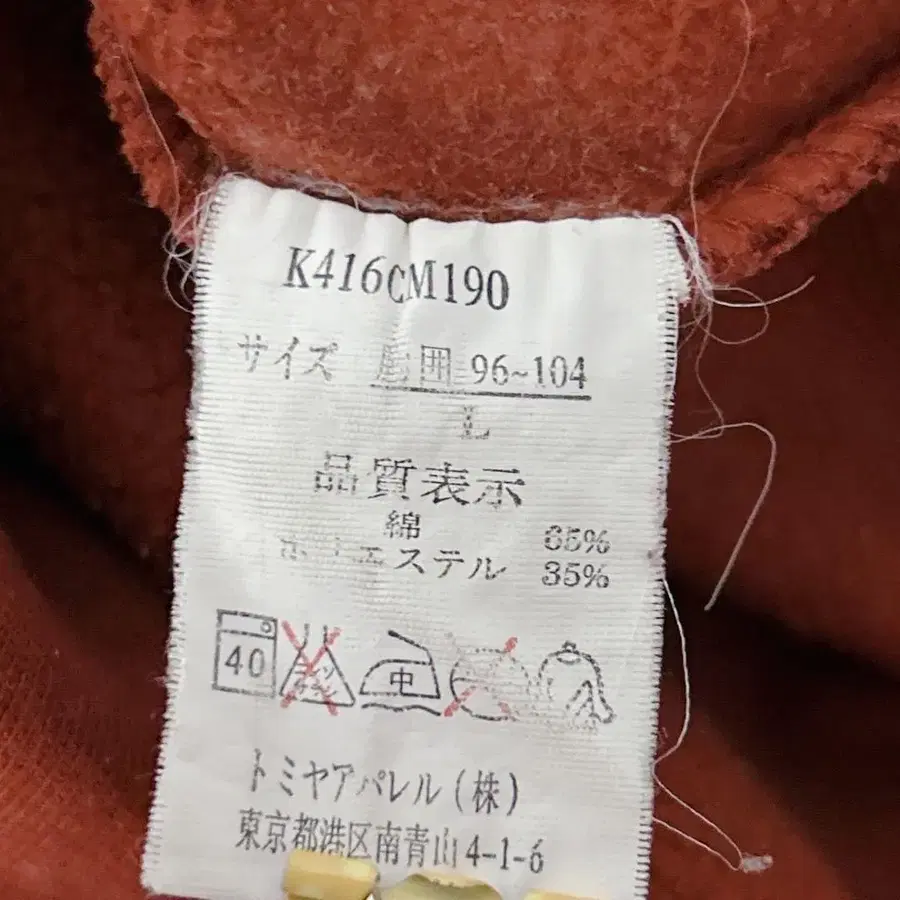 K416CM190
サイズ 胸囲 96~104
L
品質表示
綿 65%
ポリエステル 35%
40
中
トミヤアパレル(株)
東京都港区南青山4-1-6